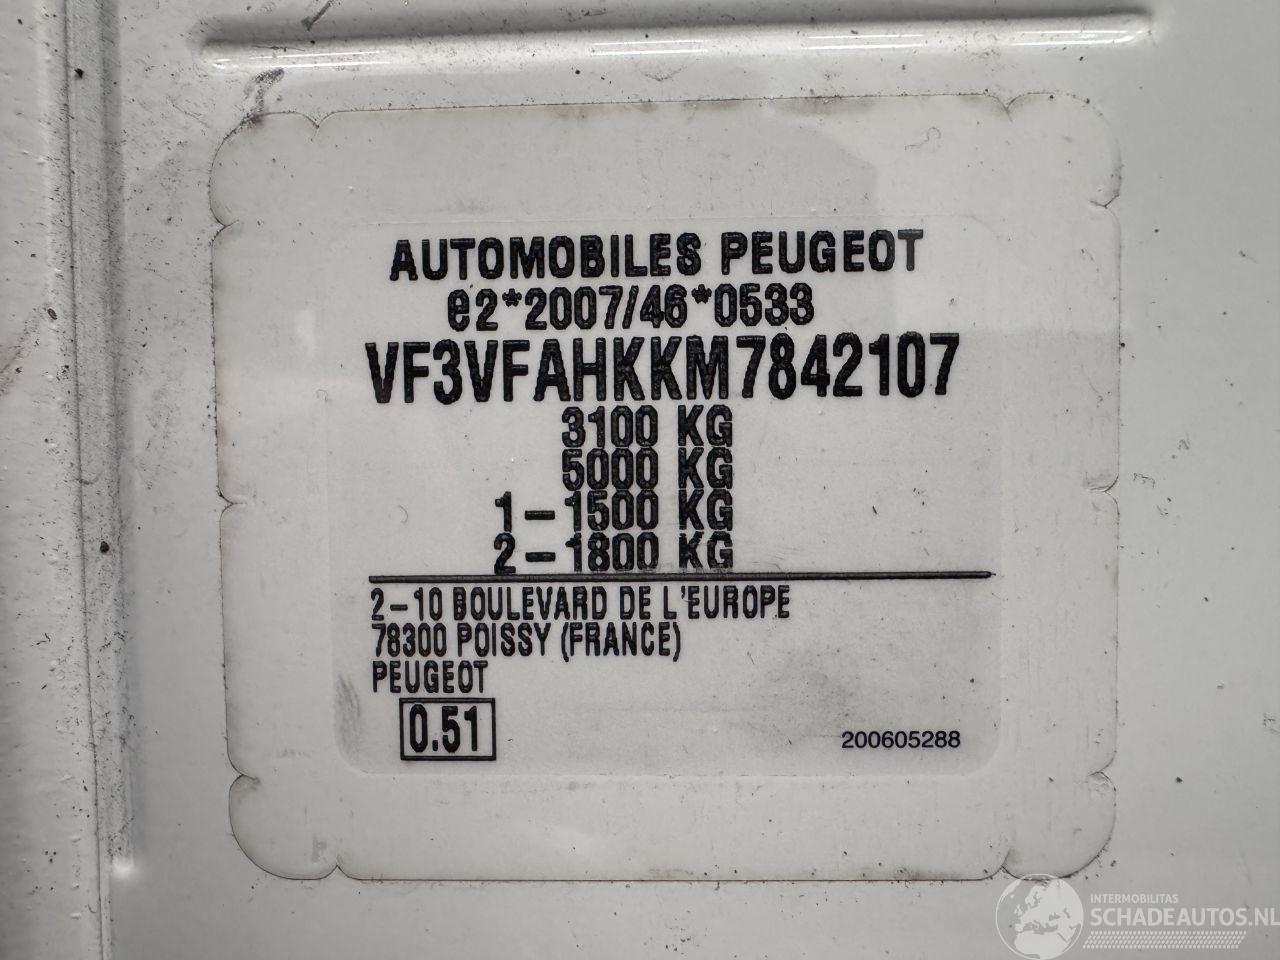 AUTOMOBILES PEUGEOT
e2*2007/46*0533
VF3VFAHKKM7842107
3100 KG
5000 KG
1-1500 KG
2-1800 KG
2-10 BOULEVARD DE L'EUROPE
78300 POISSY (FRANCE)
PEUGEOT
0.51
200605288
INTERMOBILITAS
SCHADEAUTOS.NL